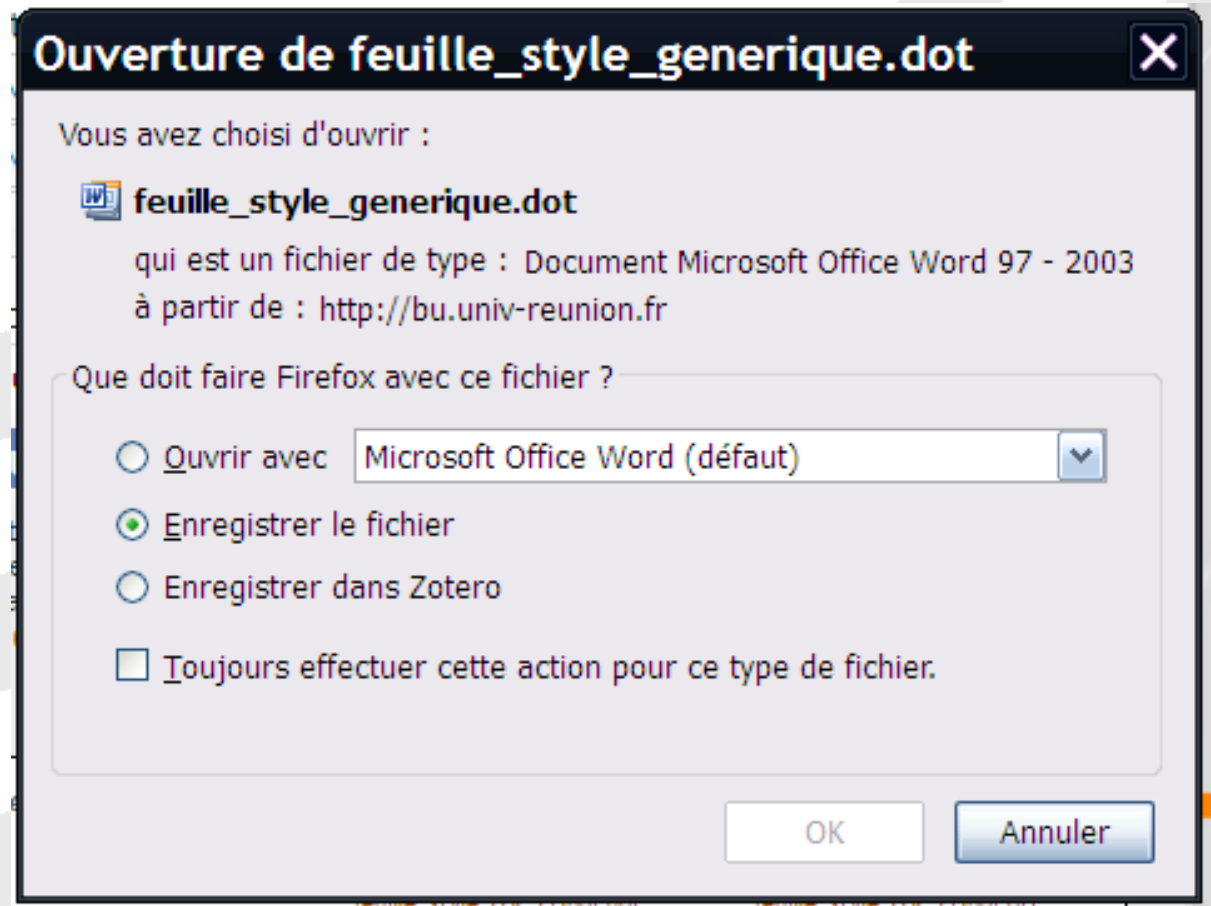 Ouverture de feuille_style_generique.dot
Vous avez choisi d'ouvrir :
feuille_style_generique.dot
qui est un fichier de type : Document Microsoft Office Word 97 - 2003
à partir de : http://bu.univ-reunion.fr
Que doit faire Firefox avec ce fichier ?
Ouvrir avec Microsoft Office Word (défaut)
Enregistrer le fichier
Enregistrer dans Zotero
Toujours effectuer cette action pour ce type de fichier.
OK Annuler